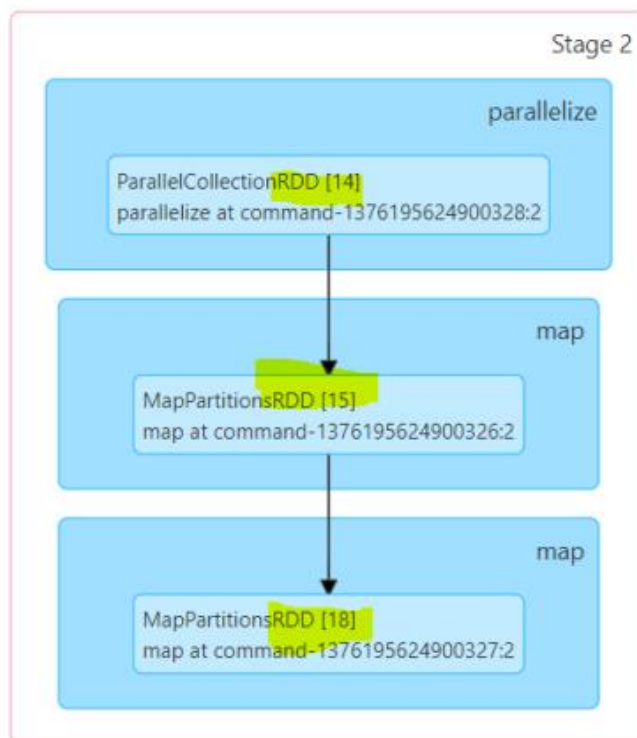 Stage 2
parallelize
ParallelCollectionRDD [14]
parallelize at command-1376195624900328:2
map
MapPartitionsRDD [15]
map at command-1376195624900326:2
map
MapPartitionsRDD [18]
map at command-1376195624900327:2